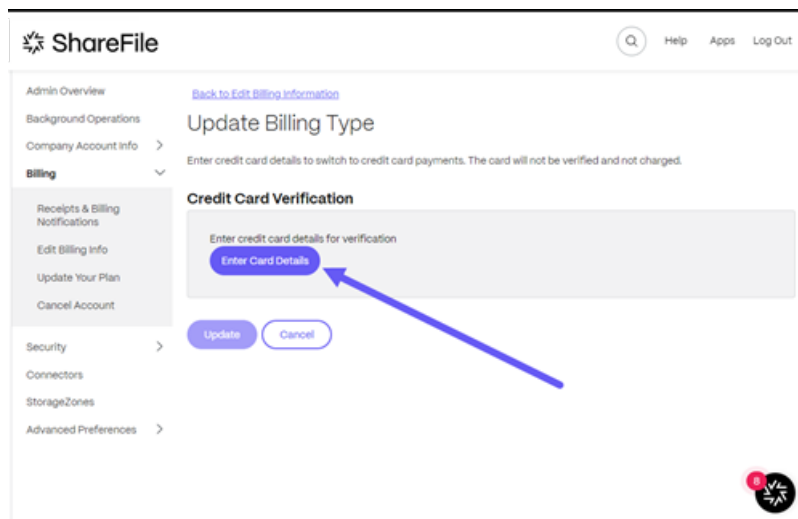 ShareFile
Help Apps Log Out
Admin Overview
Background Operations
Company Account Info
Billing
Receipts & Billing
Notifications
Edit Billing Info
Update Your Plan
Cancel Account
Security
Connectors
StorageZones
Advanced Preferences
Back to Edit Billing Information
Update Billing Type
Enter credit card details to switch to credit card payments. The card will not be verified and not charged.
Credit Card Verification
Enter credit card details for verification
Enter Card Details
Update Cancel
8